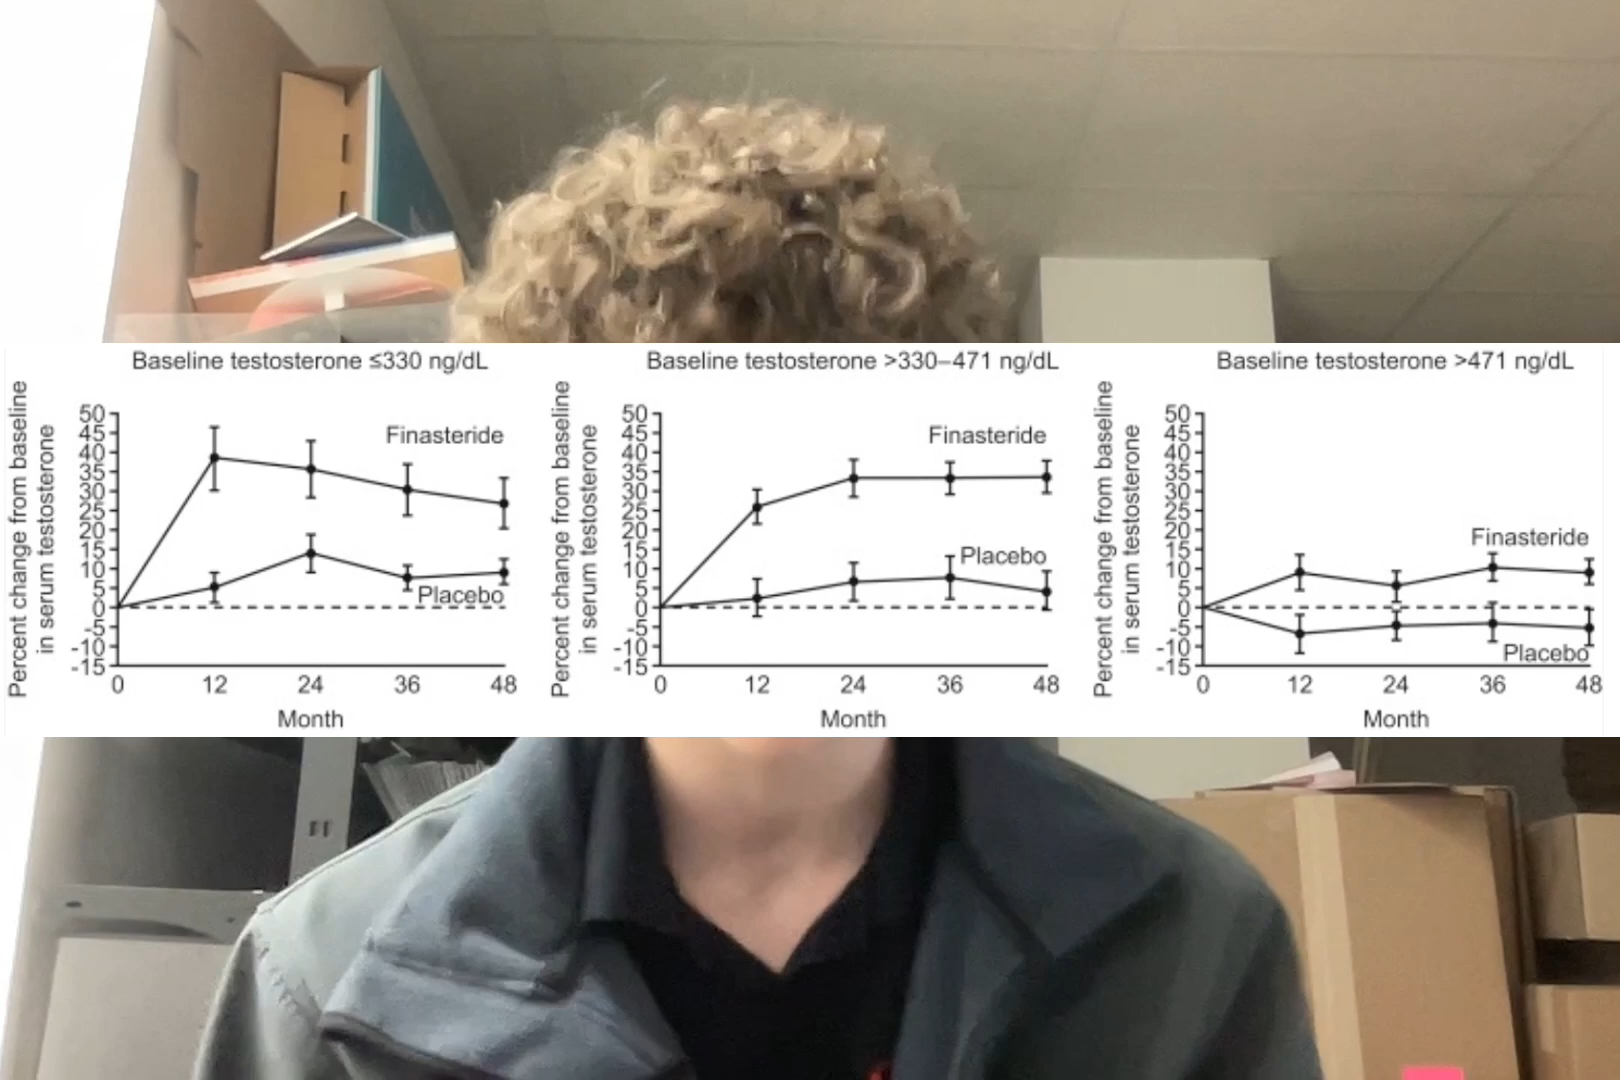 Baseline testosterone ≤330 ng/dL
Percent change from baseline
in serum testosterone
50
45
40
35
30
25
20
15
10
5
0
-5
-10
-15
Finasteride
Placebo
0 12 24 36 48
Month
Baseline testosterone >330–471 ng/dL
Percent change from baseline
in serum testosterone
50
45
40
35
30
25
20
15
10
5
0
-5
-10
-15
Finasteride
Placebo
0 12 24 36 48
Month
Baseline testosterone >471 ng/dL
Percent change from baseline
in serum testosterone
50
45
40
35
30
25
20
15
10
5
0
-5
-10
-15
Finasteride
Placebo
0 12 24 36 48
Month